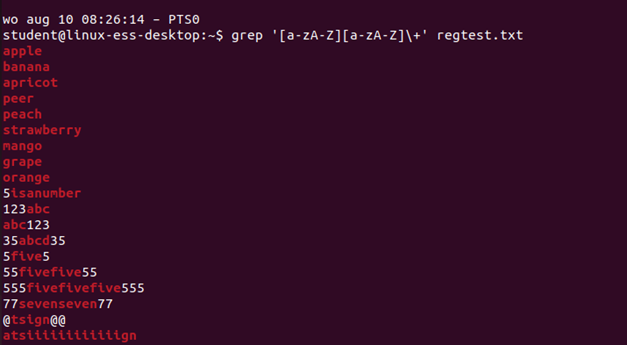 wo aug 10 08:26:14 – PTS0
student@linux-ess-desktop:~$ grep '[a-zA-Z][a-zA-Z]\+' regtest.txt
apple
banana
apricot
peer
peach
strawberry
mango
grape
orange
5isanumber
123abc
abc123
35abcd35
5five5
55fivefive55
555fivefivefive555
77sevenseven77
@tsign@@
atsiiiiiiiiiiiign